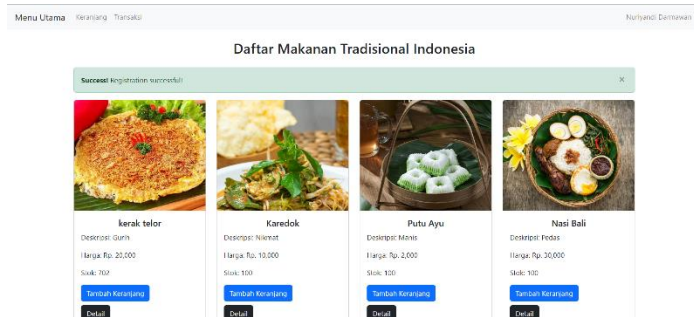 Menu Utama Keranjang Transaksi Nuriyandi Darmawan
Daftar Makanan Tradisional Indonesia
Success! Registration successful! ×
kerak telor
Deskripsi: Gurih
Harga: Rp. 20,000
Stok: 702
Tambah Keranjang
Detail
Karedok
Deskripsi: Nikmat
Harga: Rp. 10,000
Stok: 100
Tambah Keranjang
Detail
Putu Ayu
Deskripsi: Manis
Harga: Rp. 2,000
Stok: 100
Tambah Keranjang
Detail
Nasi Bali
Deskripsi: Pedas
Harga: Rp. 30,000
Stok: 100
Tambah Keranjang
Detail